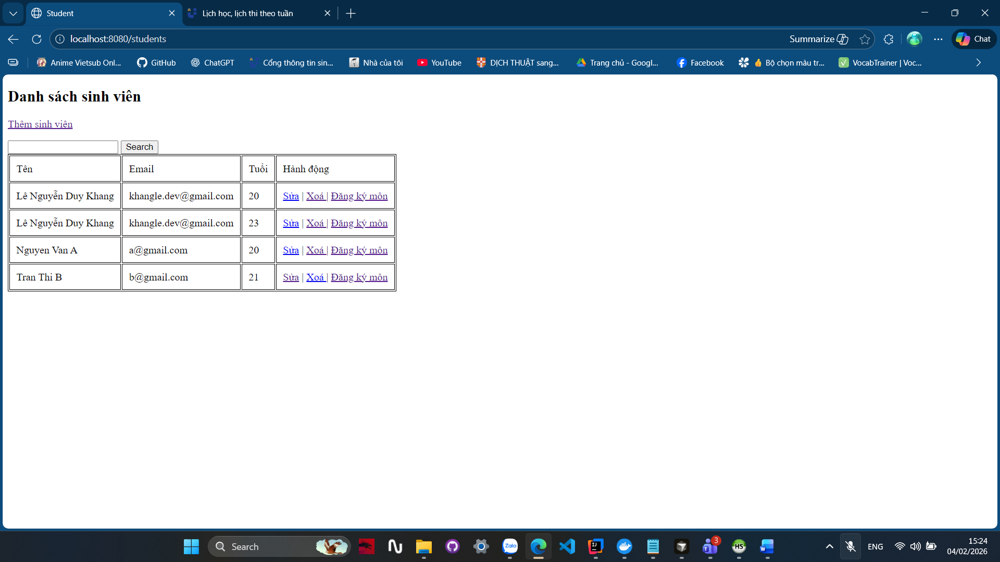 Student
Lịch học, lịch thi theo tuần
localhost:8080/students
Summarize
Chat
Anime Vietsub Onl...
GitHub
ChatGPT
Cổng thông tin sin...
Nhà của tôi
YouTube
DỊCH THUẬT sang...
Trang chủ - Googl...
Facebook
👍 Bộ chọn màu tr...
VocabTrainer | Voc...
Danh sách sinh viên
Thêm sinh viên
Search
Tên Email Tuổi Hành động
Lê Nguyễn Duy Khang khangle.dev@gmail.com 20 Sửa | Xoá | Đăng ký môn
Lê Nguyễn Duy Khang khangle.dev@gmail.com 23 Sửa | Xoá | Đăng ký môn
Nguyen Van A a@gmail.com 20 Sửa | Xoá | Đăng ký môn
Tran Thi B b@gmail.com 21 Sửa | Xoá | Đăng ký môn
Search
Zalo
IJ
3
T
HS
W
ENG
15:24
04/02/2026